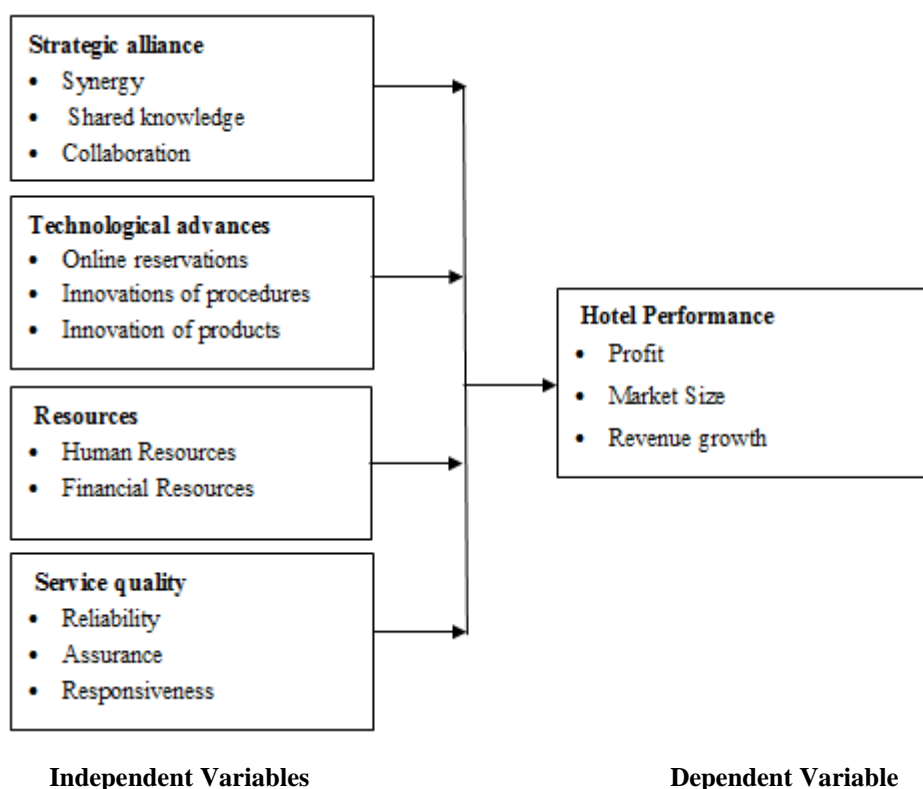 Strategic alliance
• Synergy
• Shared knowledge
• Collaboration
Technological advances
• Online reservations
• Innovations of procedures
• Innovation of products
Resources
• Human Resources
• Financial Resources
Service quality
• Reliability
• Assurance
• Responsiveness
Hotel Performance
• Profit
• Market Size
• Revenue growth
Independent Variables
Dependent Variable